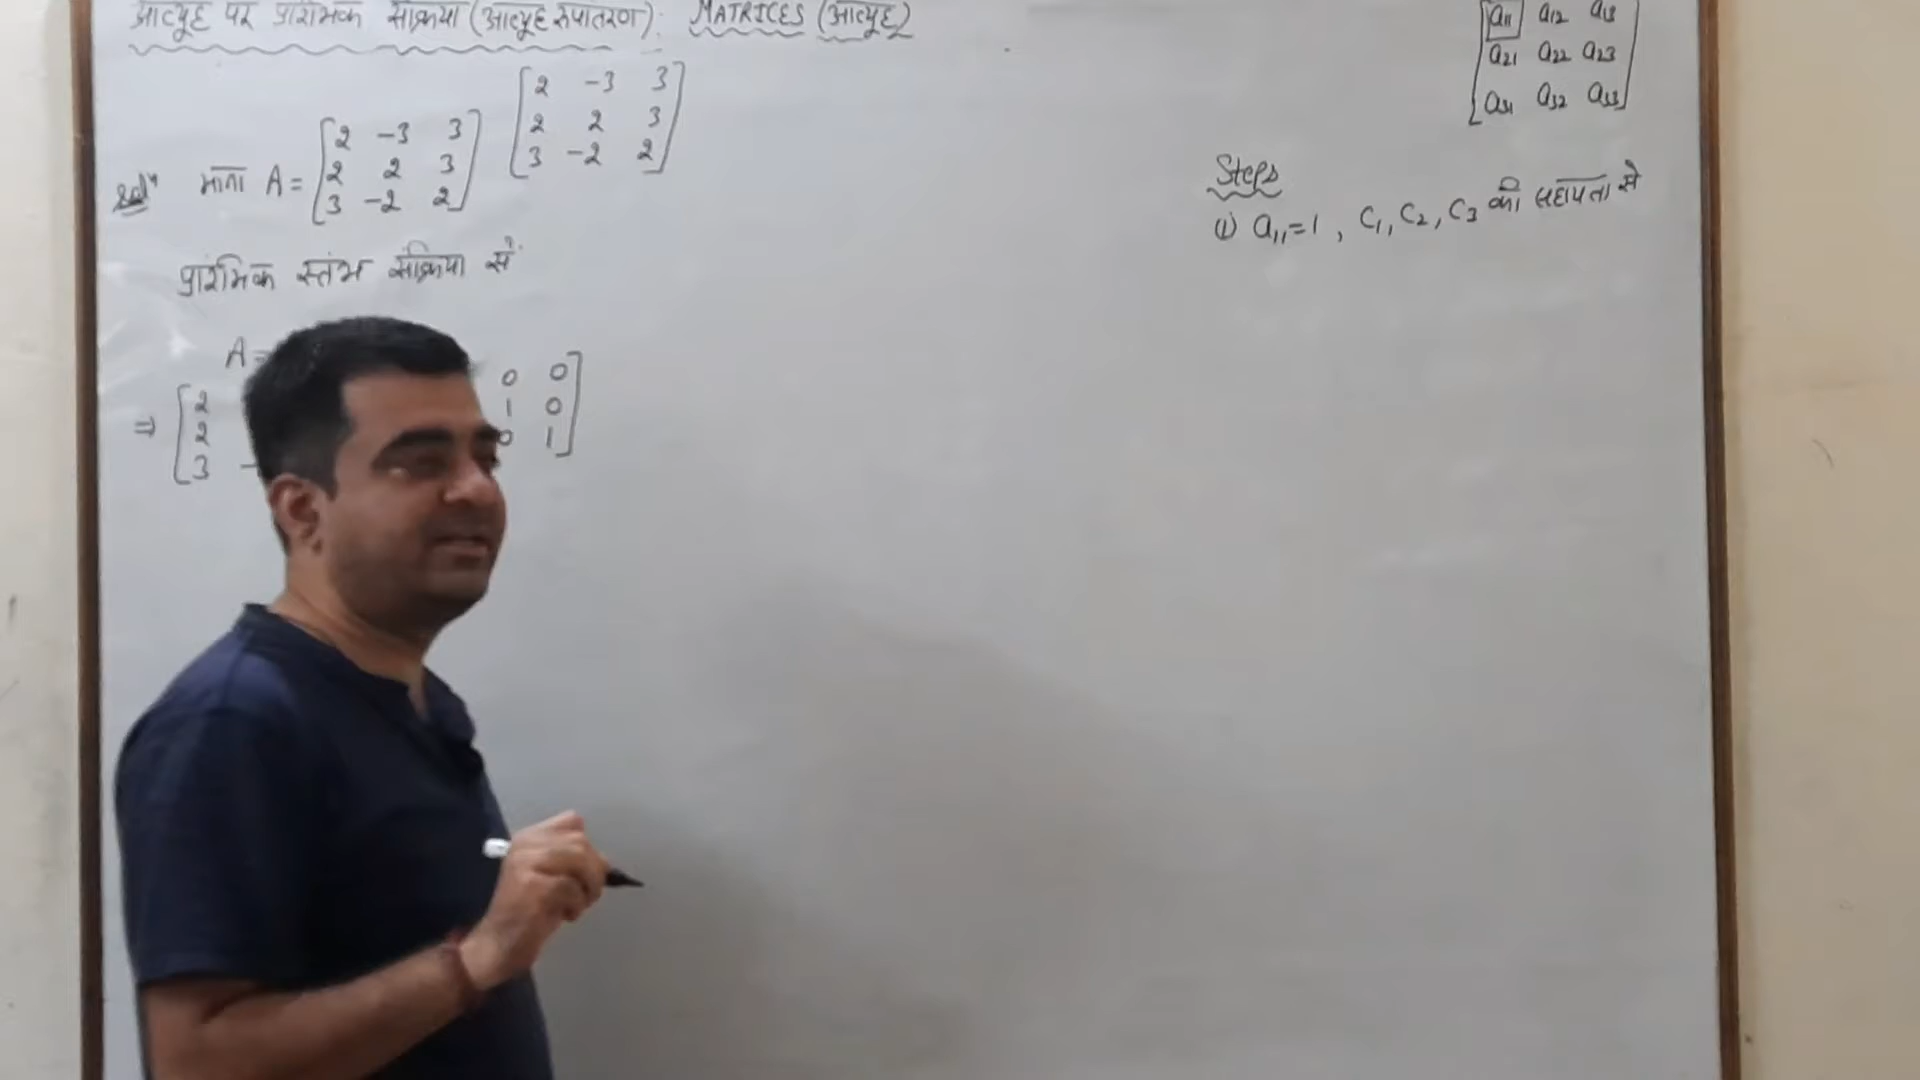 आव्यूह पर प्रारंभिक संक्रिया (आव्यूह रुपांतरण): MATRICES (आव्यूह)
[2 -3 3
2 2 3
3 -2 2]
Solⁿ माना A = [2 -3 3
2 2 3
3 -2 2]
प्रारंभिक स्तंभ संक्रिया से
A =
⇒ [2 0 0]
2 1 0
3 - 0 1]
[a11 a12 a13
a21 a22 a23
a31 a32 a33]
Steps
(1) a11 = 1, C1, C2, C3 की सहायता से